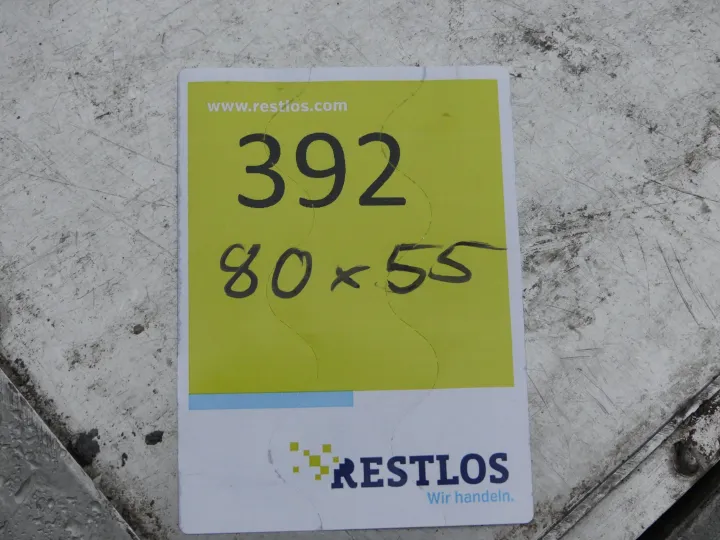 www.restlos.com
392
80 x 55
RESTLOS
Wir handeln.